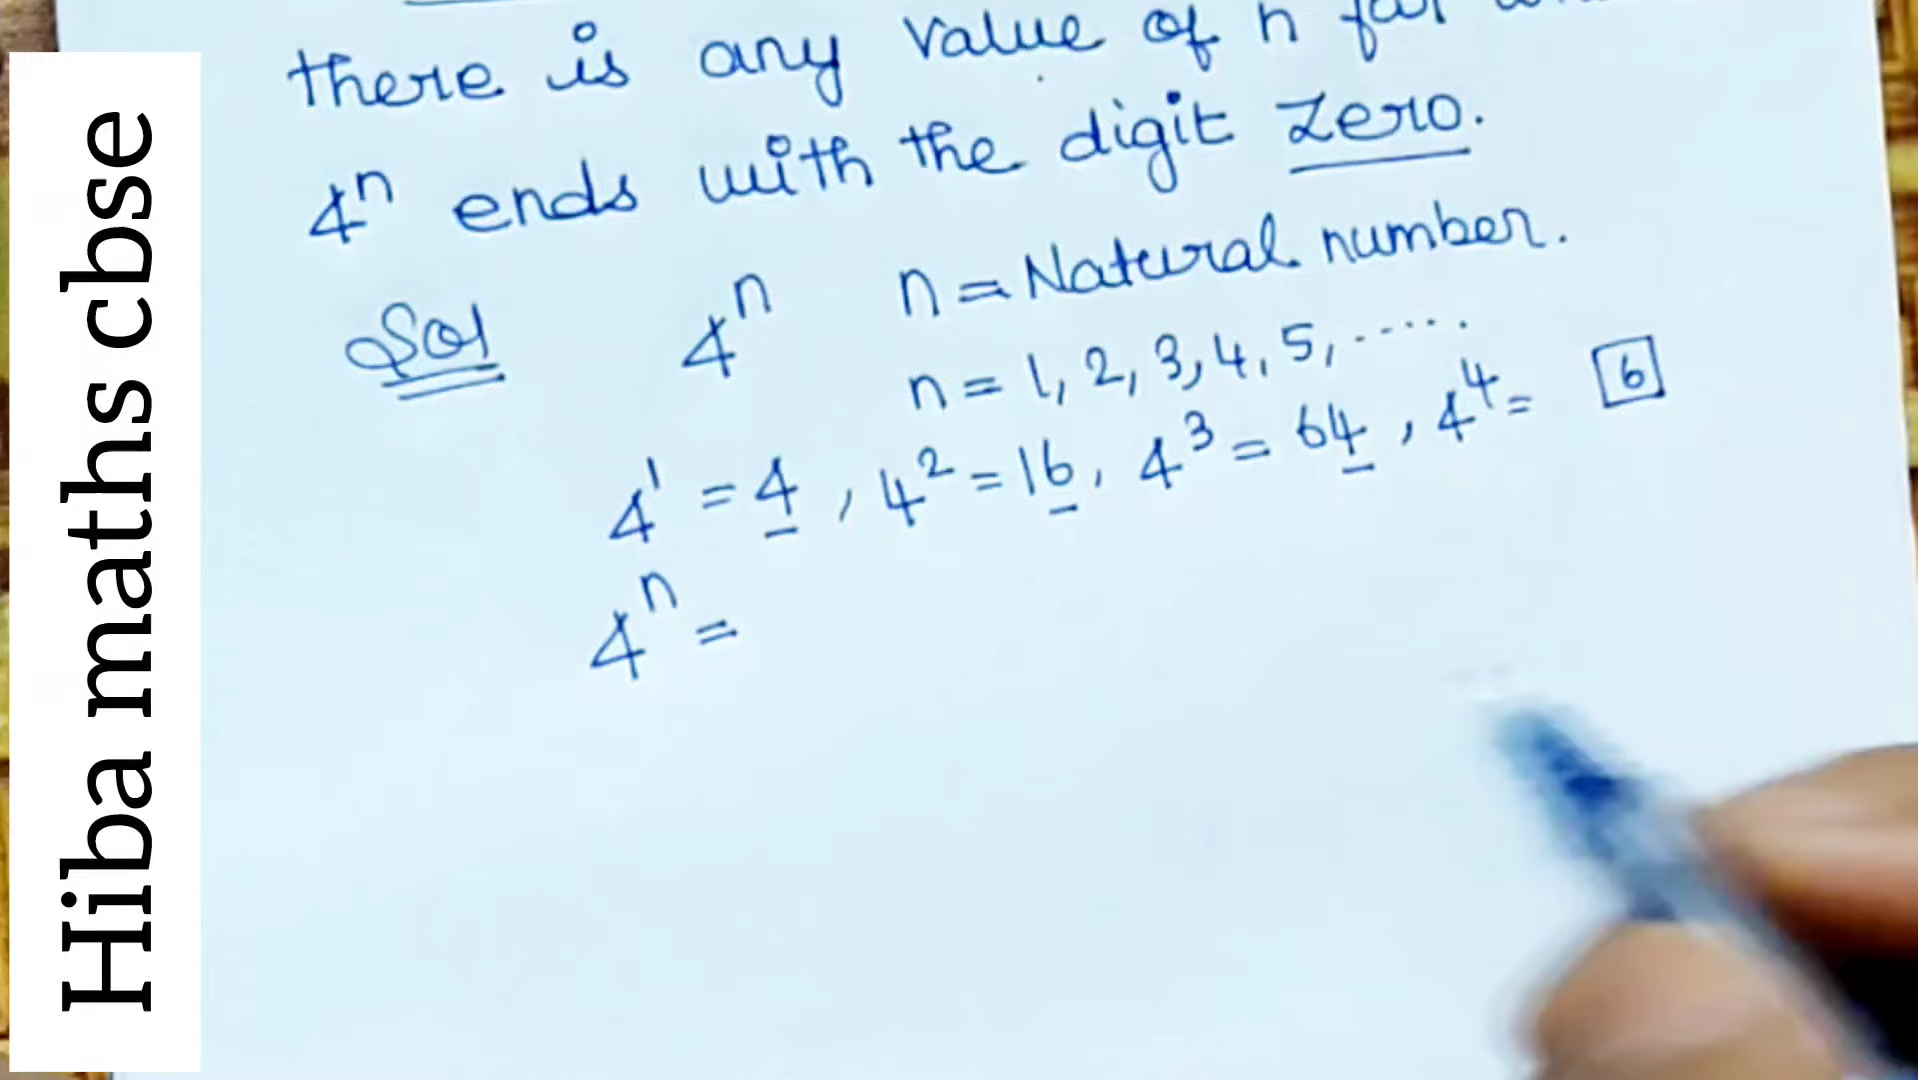 Hiba maths cbse
there is any value of n for
4ⁿ ends with the digit zero.
Sol 4ⁿ n = Natural number.
n = 1, 2, 3, 4, 5, .....
4¹ = 4 , 4² = 16 , 4³ = 64 , 4⁴ = 6
4ⁿ =